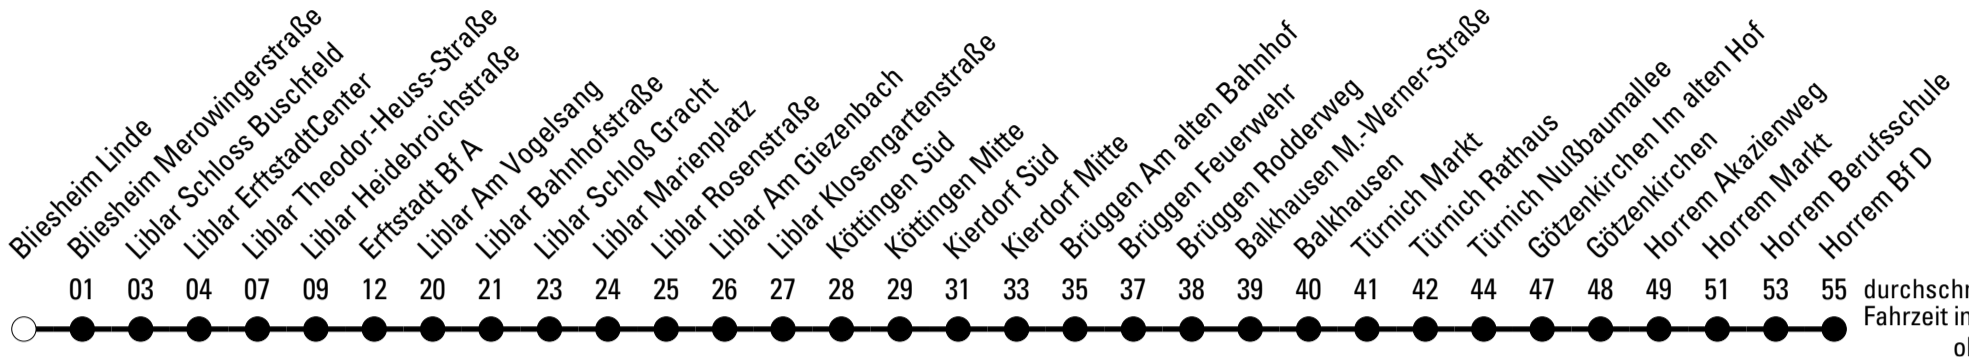 Bliesheim Linde
Bliesheim Merowingerstraße
Liblar Schloss Buschfeld
Liblar ErftstadtCenter
Liblar Theodor-Heuss-Straße
Liblar Heidebroichstraße
Erftstadt Bf A
Liblar Am Vogelsang
Liblar Bahnhofstraße
Liblar Schloß Gracht
Liblar Marienplatz
Liblar Rosenstraße
Liblar Am Giezenbach
Liblar Klosengartenstraße
Köttingen Süd
Köttingen Mitte
Kierdorf Süd
Kierdorf Mitte
Brüggen Am alten Bahnhof
Brüggen Feuerwehr
Brüggen Rodderweg
Balkhausen M.-Werner-Straße
Balkhausen
Türnich Markt
Türnich Rathaus
Türnich Nußbaumallee
Götzenkirchen Im alten Hof
Götzenkirchen
Horrem Akazienweg
Horrem Markt
Horrem Berufsschule
Horrem Bf D
01 03 04 07 09 12 20 21 23 24 25 26 27 28 29 31 33 35 37 38 39 40 41 42 44 47 48 49 51 53 55 durchschn
Fahrzeit in